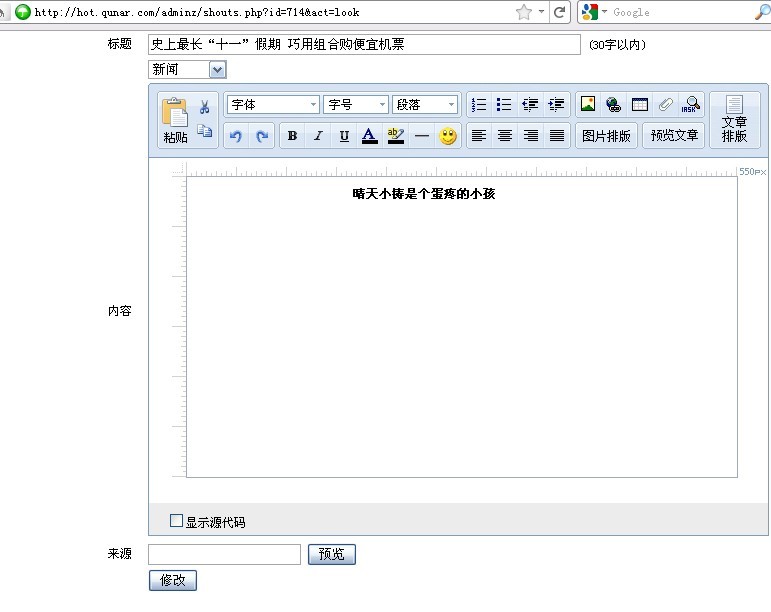 http://hot.qunar.com/adminz/shouts.php?id=714&act=look
Google
标题 史上最长“十一”假期 巧用组合购便宜机票 (30字以内)
新闻
粘贴 字体 字号 段落
B I U A ab 图片排版 预览文章 文章排版
550PX
晴天小铸是个蛋疼的小孩
内容
显示源代码
来源 预览
修改